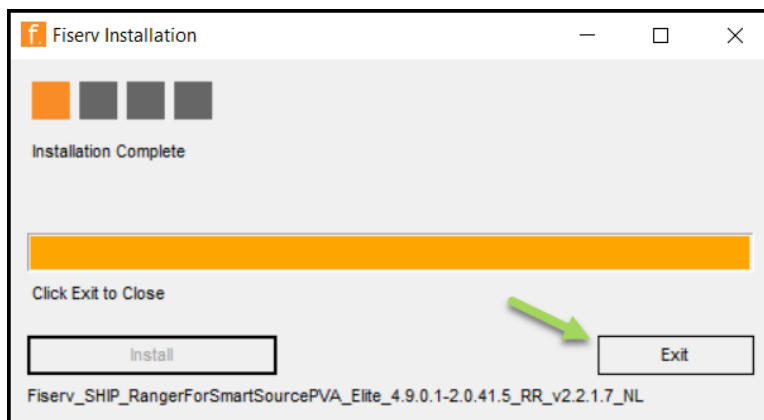 f.
Fiserv Installation
Installation Complete
Click Exit to Close
Install
Exit
Fiserv_SHIP_RangerForSmartSourcePVA_Elite_4.9.0.1-2.0.41.5_RR_v2.2.1.7_NL